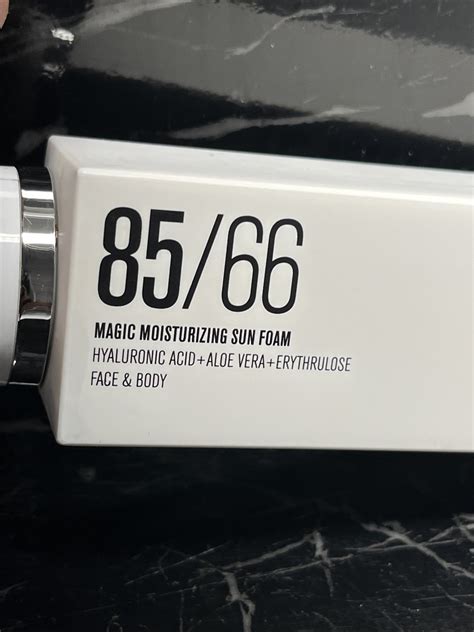 85/66
MAGIC MOISTURIZING SUN FOAM
HYALURONIC ACID+ALOE VERA+ERYTHRULOSE
FACE & BODY